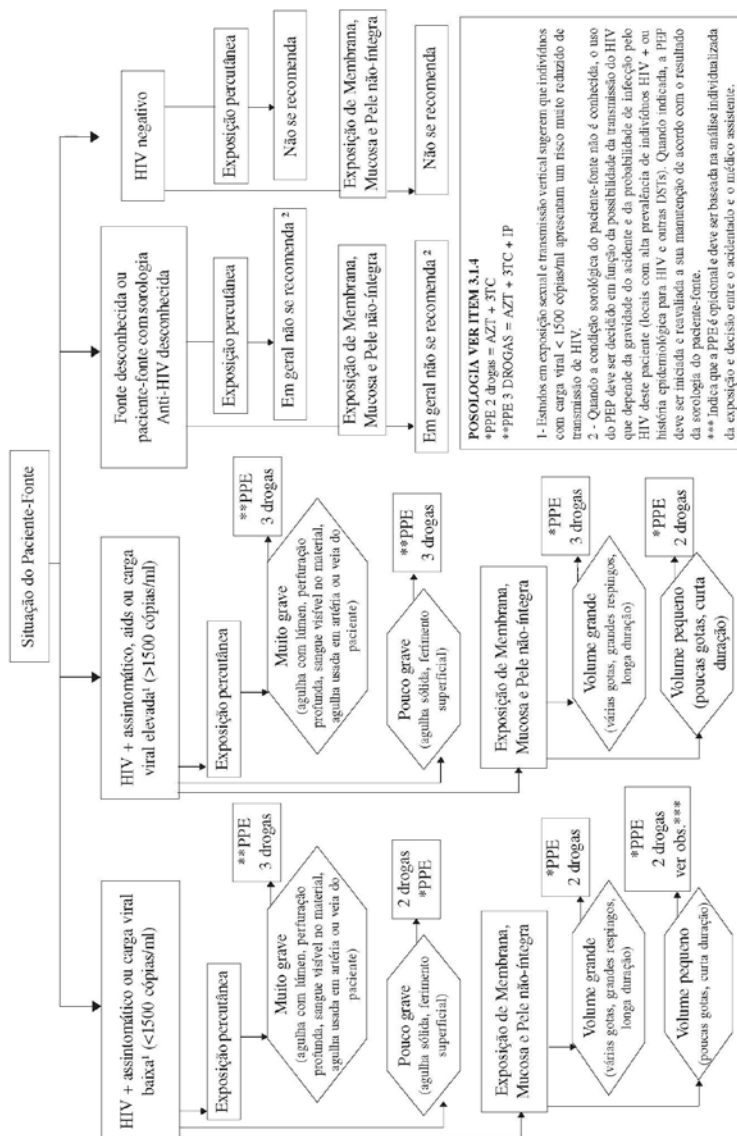 Situação do Paciente-Fonte
HIV + assintomático ou carga viral
baixa¹ (<1500 cópias/ml)
Exposição percutânea
Muito grave
(agulha com lúmen, perfuração
profunda, sangue visível no material,
agulha usada em artéria ou veia do
paciente)
**PPE
3 drogas
Pouco grave
(agulha sólida, ferimento
superficial)
2 drogas
*PPE
Exposição de Membrana,
Mucosa e Pele não-íntegra
Volume grande
(várias gotas, grandes respingos,
longa duração)
*PPE
2 drogas
Volume pequeno
(poucas gotas, curta duração)
*PPE
2 drogas
ver obs.***
HIV + assintomático, aids ou carga
viral elevada¹ (>1500 cópias/ml)
Exposição percutânea
Muito grave
(agulha com lúmen, perfuração
profunda, sangue visível no material,
agulha usada em artéria ou veia do
paciente)
**PPE
3 drogas
Pouco grave
(agulha sólida, ferimento
superficial)
**PPE
3 drogas
Exposição de Membrana,
Mucosa e Pele não-íntegra
Volume grande
(várias gotas, grandes respingos,
longa duração)
*PPE
3 drogas
Volume pequeno
(poucas gotas, curta
duração)
*PPE
2 drogas
Fonte desconhecida ou
paciente-fonte com sorologia
Anti-HIV desconhecida
Exposição percutânea
Em geral não se recomenda ²
Exposição de Membrana,
Mucosa e Pele não-íntegra
Em geral não se recomenda ²
HIV negativo
Exposição percutânea
Não se recomenda
Exposição de Membrana,
Mucosa e Pele não-íntegra
Não se recomenda
POSOLOGIA VER ITEM 3.1.4
*PPE 2 drogas = AZT + 3TC
**PPE 3 DROGAS = AZT + 3TC + IP
1- Estudos em exposição sexual e transmissão vertical sugerem que indivíduos
com carga viral < 1500 cópias/ml apresentam um risco muito reduzido de
transmissão de HIV.
2 - Quando a condição sorológica do paciente-fonte não é conhecida, o uso
do PEP deve ser decidido em função da possibilidade da transmissão do HIV
que depende da gravidade do acidente e da probabilidade de infecção pelo
HIV deste paciente (locais com alta prevalência de indivíduos HIV + ou
história epidemiológica para HIV e outras DSTs). Quando indicada, a PEP
deve ser iniciada e reavaliada a sua manutenção de acordo com o resultado
da sorologia do paciente-fonte.
*** Indica que a PPE é opicional e deve ser baseada na análise individualizada
da exposição e decisão entre o acidentado e o médico assistente.